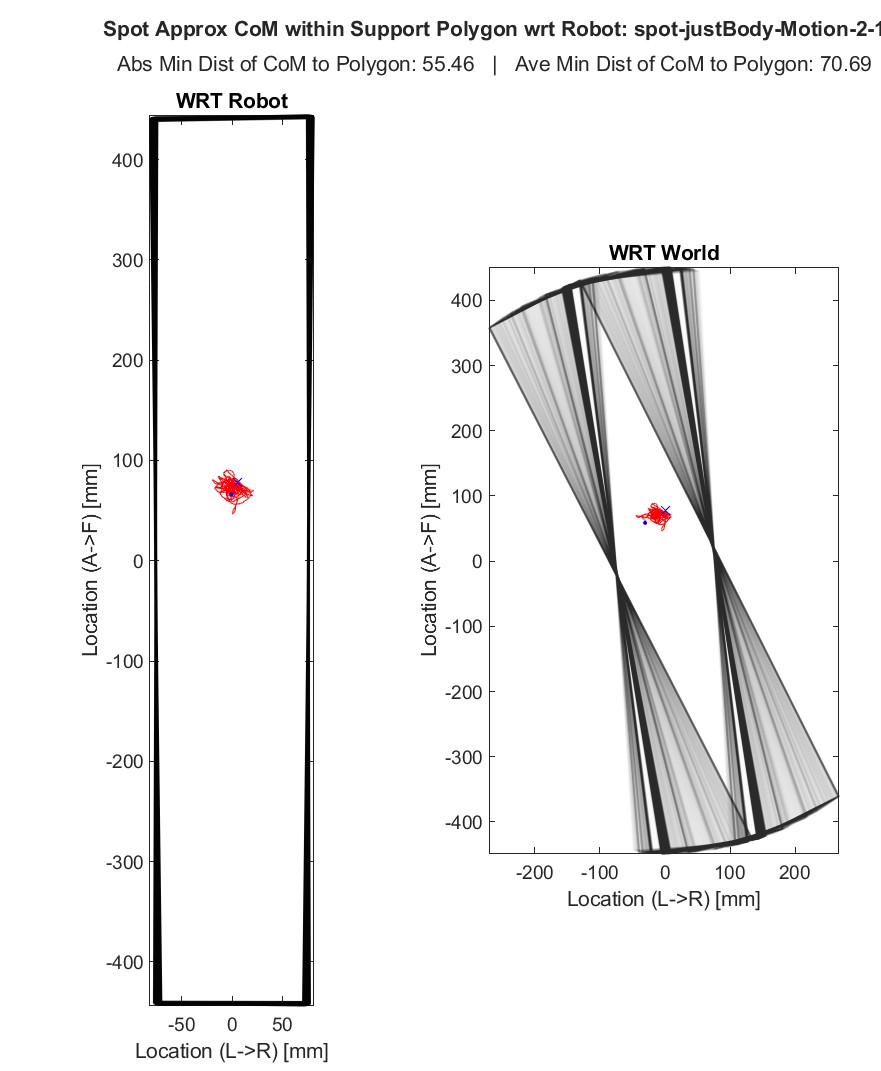 Spot Approx CoM within Support Polygon wrt Robot: spot-justBody-Motion-2-1
Abs Min Dist of CoM to Polygon: 55.46 | Ave Min Dist of CoM to Polygon: 70.69
WRT Robot
400
300
200
100
0
-100
-200
-300
-400
-50 0 50
Location (A->F) [mm]
Location (L->R) [mm]
WRT World
400
300
200
100
0
-100
-200
-300
-400
-200 -100 0 100 200
Location (A->F) [mm]
Location (L->R) [mm]